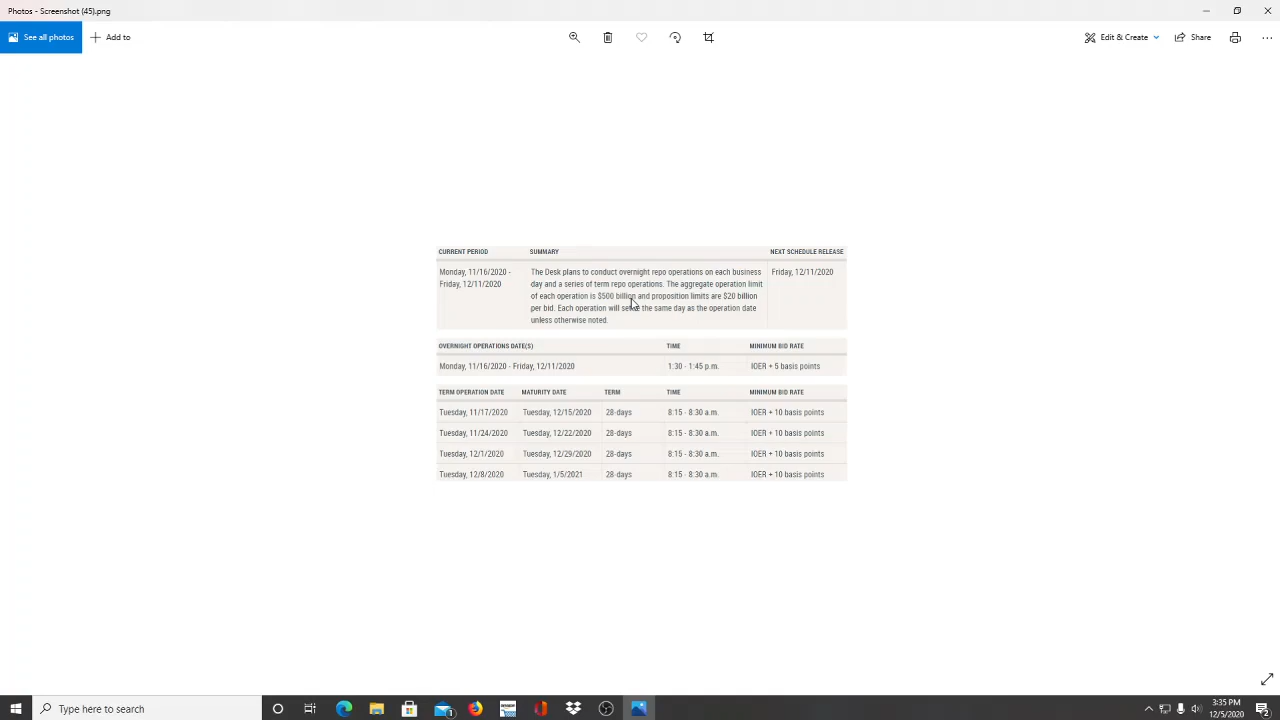 Photos - Screenshot (45).png
See all photos
Add to
Edit & Create
Share
CURRENT PERIOD SUMMARY NEXT SCHEDULE RELEASE
Monday, 11/16/2020 - The Desk plans to conduct overnight repo operations on each business Friday, 12/11/2020
Friday, 12/11/2020 day and a series of term repo operations. The aggregate operation limit
of each operation is $500 billion and proposition limits are $20 billion
per bid. Each operation will settle the same day as the operation date
unless otherwise noted.
OVERNIGHT OPERATIONS DATE(S) TIME MINIMUM BID RATE
Monday, 11/16/2020 - Friday, 12/11/2020 1:30 - 1:45 p.m. IOER + 5 basis points
TERM OPERATION DATE MATURITY DATE TERM TIME MINIMUM BID RATE
Tuesday, 11/17/2020 Tuesday, 12/15/2020 28-days 8:15 - 8:30 a.m. IOER + 10 basis points
Tuesday, 11/24/2020 Tuesday, 12/22/2020 28-days 8:15 - 8:30 a.m. IOER + 10 basis points
Tuesday, 12/1/2020 Tuesday, 12/29/2020 28-days 8:15 - 8:30 a.m. IOER + 10 basis points
Tuesday, 12/8/2020 Tuesday, 1/5/2021 28-days 8:15 - 8:30 a.m. IOER + 10 basis points
Type here to search
1
3:35 PM
12/5/2020
2